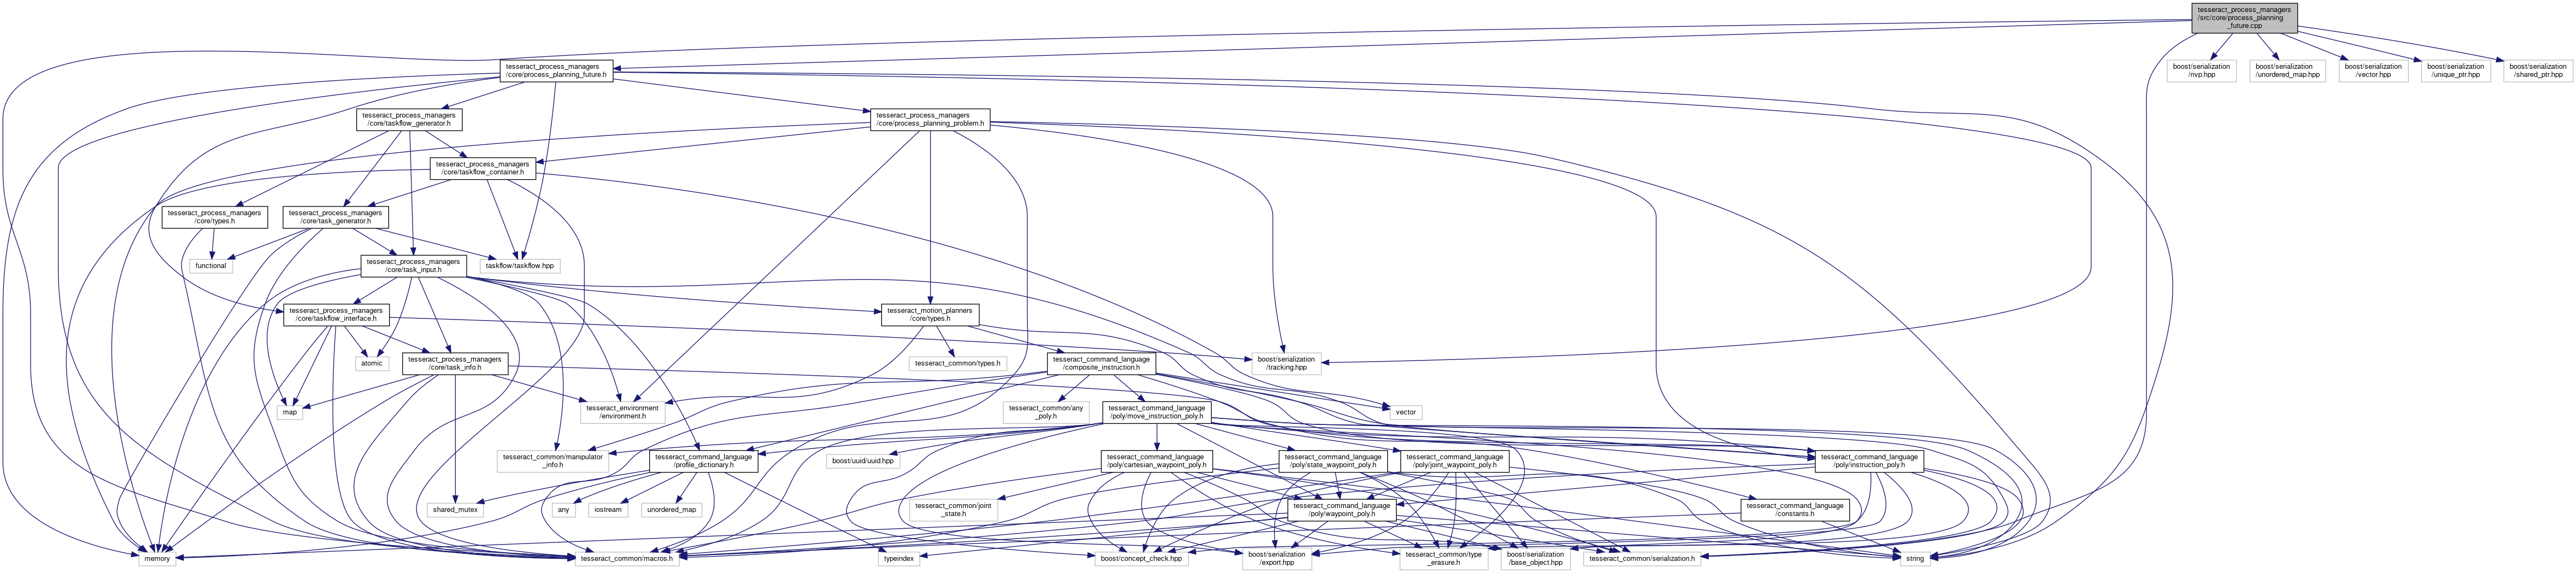 tesseract_process_managers
/src/core/process_planning
_future.cpp
tesseract_process_managers
/core/process_planning_future.h
boost/serialization
/nvp.hpp
boost/serialization
/unordered_map.hpp
boost/serialization
/vector.hpp
boost/serialization
/unique_ptr.hpp
boost/serialization
/shared_ptr.hpp
tesseract_process_managers
/core/taskflow_generator.h
tesseract_process_managers
/core/process_planning_problem.h
tesseract_process_managers
/core/taskflow_container.h
tesseract_process_managers
/core/types.h
tesseract_process_managers
/core/task_generator.h
functional
tesseract_process_managers
/core/task_input.h
taskflow/taskflow.hpp
tesseract_process_managers
/core/taskflow_interface.h
tesseract_motion_planners
/core/types.h
atomic
tesseract_process_managers
/core/task_info.h
tesseract_common/types.h
tesseract_command_language
/composite_instruction.h
boost/serialization
/tracking.hpp
map
tesseract_environment
/environment.h
tesseract_common/any
_poly.h
tesseract_command_language
/poly/move_instruction_poly.h
vector
tesseract_common/manipulator
_info.h
tesseract_command_language
/profile_dictionary.h
boost/uuid/uuid.hpp
tesseract_command_language
/poly/cartesian_waypoint_poly.h
tesseract_command_language
/poly/state_waypoint_poly.h
tesseract_command_language
/poly/joint_waypoint_poly.h
tesseract_command_language
/poly/instruction_poly.h
shared_mutex
any
iostream
unordered_map
tesseract_common/joint
_state.h
tesseract_command_language
/poly/waypoint_poly.h
tesseract_command_language
/constants.h
memory
tesseract_common/macros.h
typeindex
boost/concept_check.hpp
boost/serialization
/export.hpp
tesseract_common/type
_erasure.h
boost/serialization
/base_object.hpp
tesseract_common/serialization.h
string